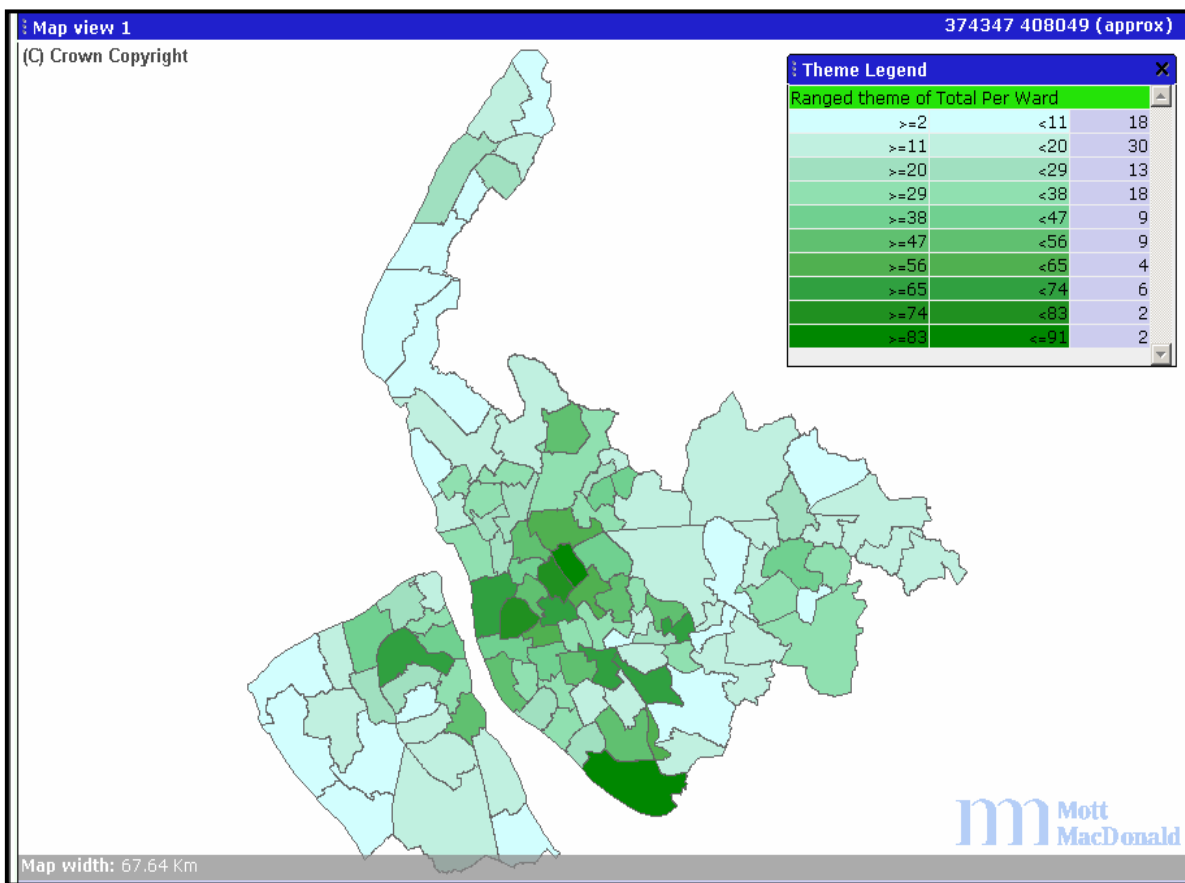 Map view 1 374347 408049 (approx)
(C) Crown Copyright
Theme Legend
Ranged theme of Total Per Ward
>=2 <11 18
>=11 <20 30
>=20 <29 13
>=29 <38 18
>=38 <47 9
>=47 <56 9
>=56 <65 4
>=65 <74 6
>=74 <83 2
>=83 <=91 2
Mott
MacDonald
Map width: 67.64 Km